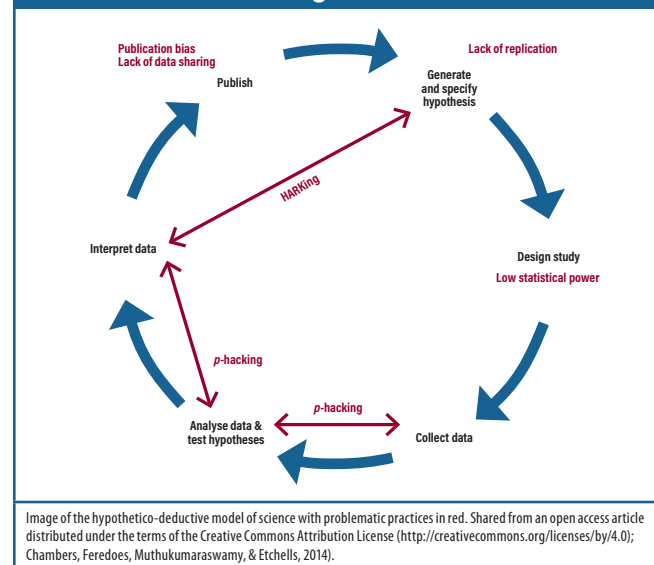 Publication bias
Lack of data sharing
Publish
Lack of replication
Generate
and specify
hypothesis
HARKing
Interpret data
Design study
Low statistical power
p-hacking
p-hacking
Analyse data &
test hypotheses
Collect data
Image of the hypothetico-deductive model of science with problematic practices in red. Shared from an open access article
distributed under the terms of the Creative Commons Attribution License (http://creativecommons.org/licenses/by/4.0);
Chambers, Feredoes, Muthukumaraswamy, & Etchells, 2014).